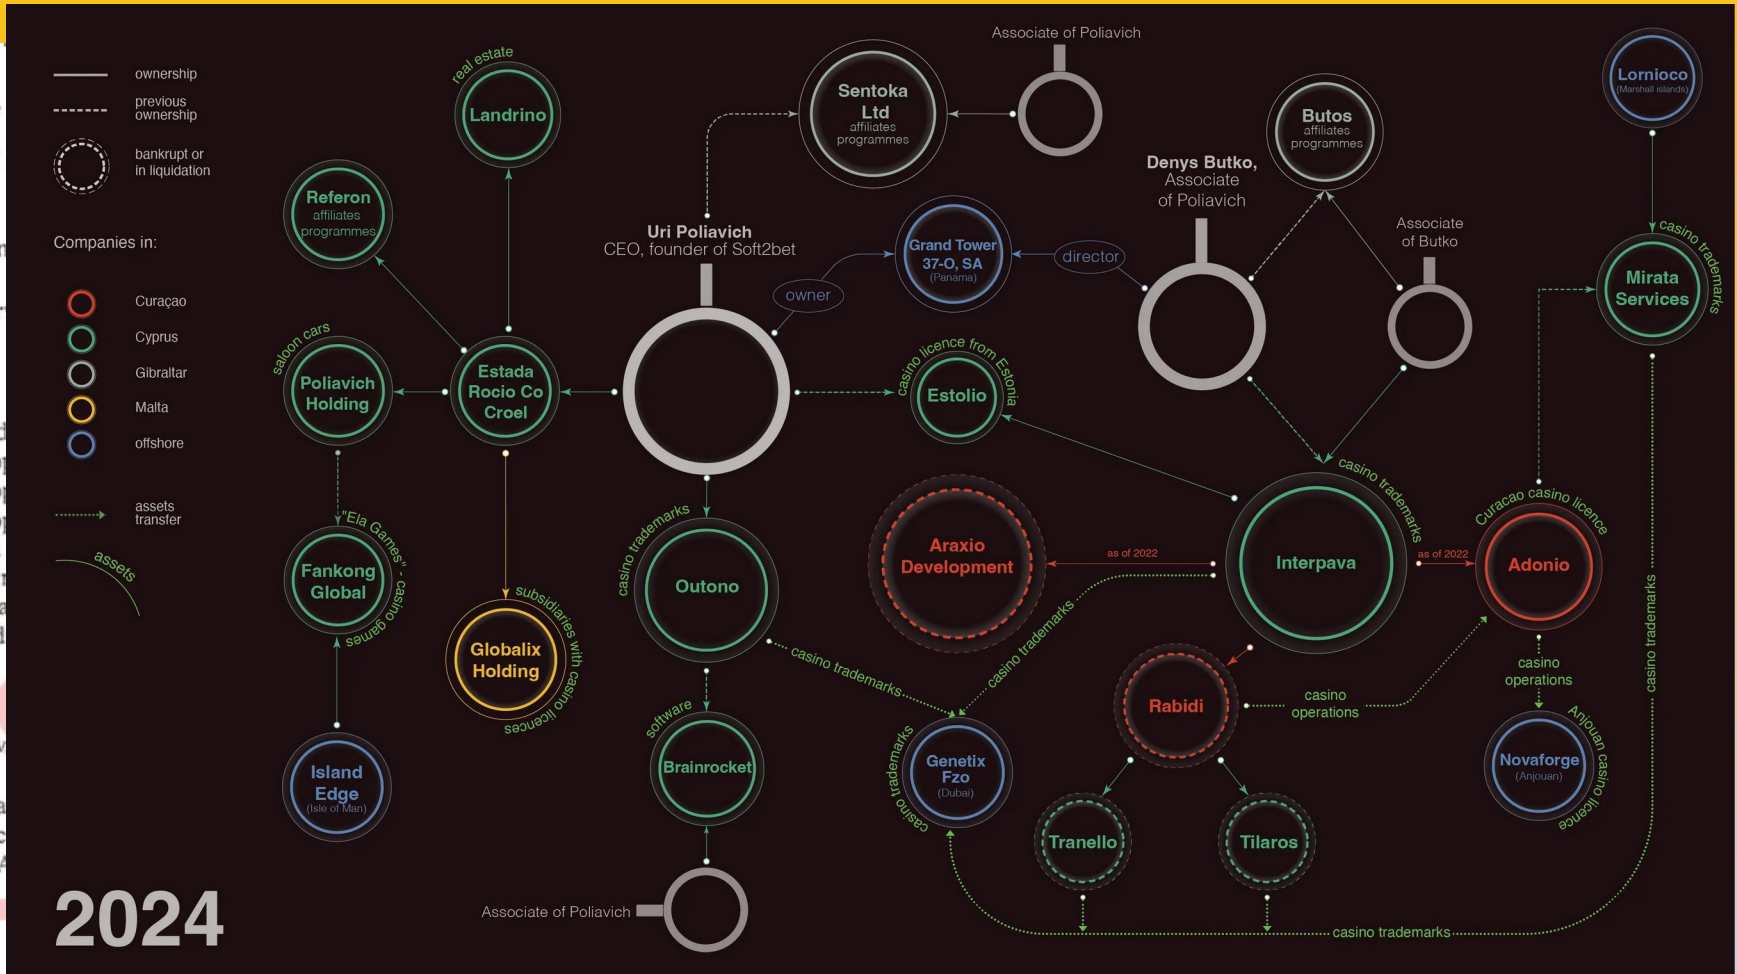 ownership
previous
ownership
bankrupt or
in liquidation
Companies in:
Curaçao
Cyprus
Gibraltar
Malta
offshore
assets
transfer
assets
2024
real estate
Landrino
Referon
affiliates
programmes
saloon cars
Poliavich
Holding
Estada
Rocio Co
Croel
"Ela Games" - casino games
Fankong
Global
Island
Edge
(Isle of Man)
subsidiaries with casino licences
Globalix
Holding
Uri Poliavich
CEO, founder of Soft2bet
owner
Sentoka
Ltd
affiliates
programmes
Associate of Poliavich
Grand Tower
37-O, SA
(Panama)
director
Denys Butko,
Associate
of Poliavich
Butos
affiliates
programmes
Associate
of Butko
Lornioco
(Marshall islands)
casino trademarks
Mirata
Services
casino licence from Estonia
Estolio
casino trademarks
Outono
casino trademarks
software
Brainrocket
Associate of Poliavich
Araxio
Development
as of 2022
casino trademarks
casino trademarks
Interpava
as of 2022
Curacao casino licence
Adonio
Rabidi
casino
operations
casino
operations
casino trademarks
Genetix
Fzo
(Dubai)
Tranello
Tilaros
Anjouan casino licence
Novaforge
(Anjouan)
casino trademarks
casino trademarks